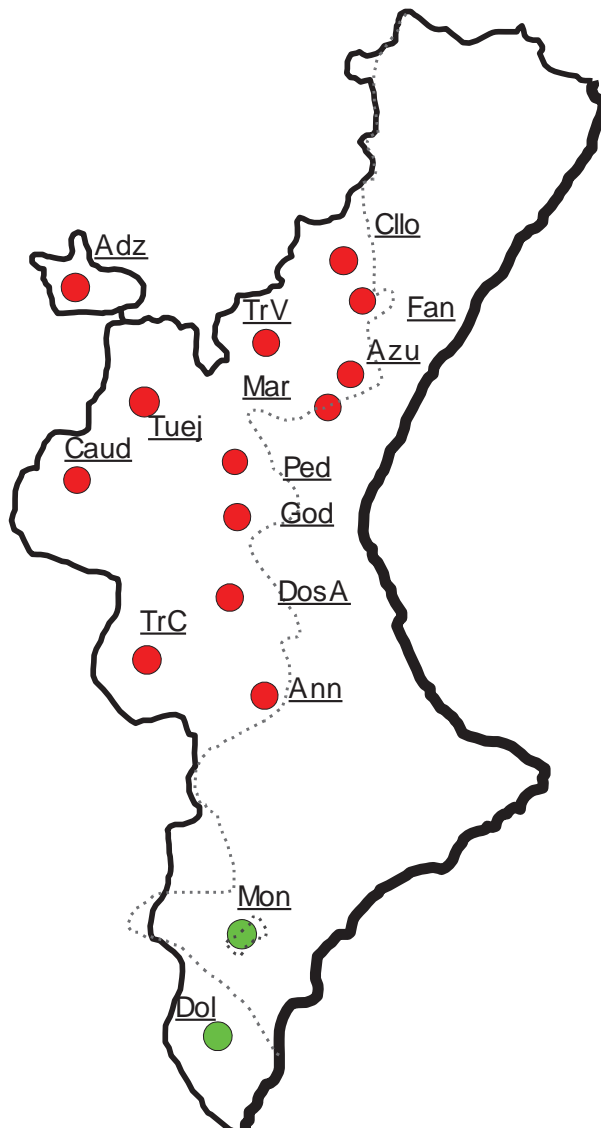 Cllo
Adz
Fan
TrV
Azu
Mar
Tuej
Caud
Ped
God
DosA
TrC
Ann
Mon
Dol